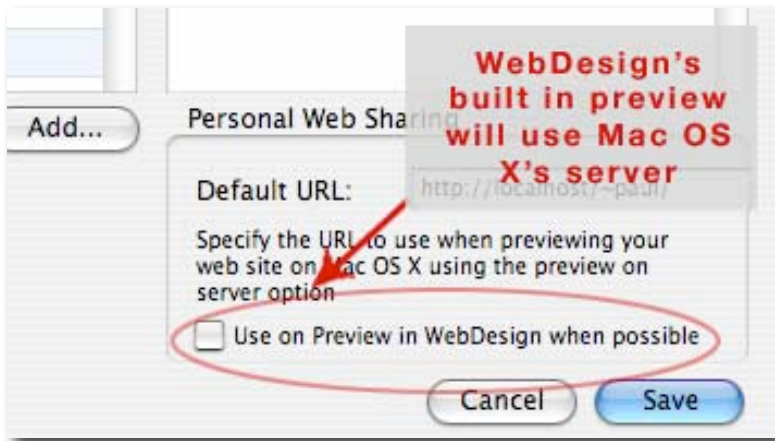 WebDesign's
built in preview
will use Mac OS
X's server
Add...
Personal Web Sharing
Default URL:
http://localhost/~paul/
Specify the URL to use when previewing your
web site on Mac OS X using the preview on
server option
Use on Preview in WebDesign when possible
Cancel
Save